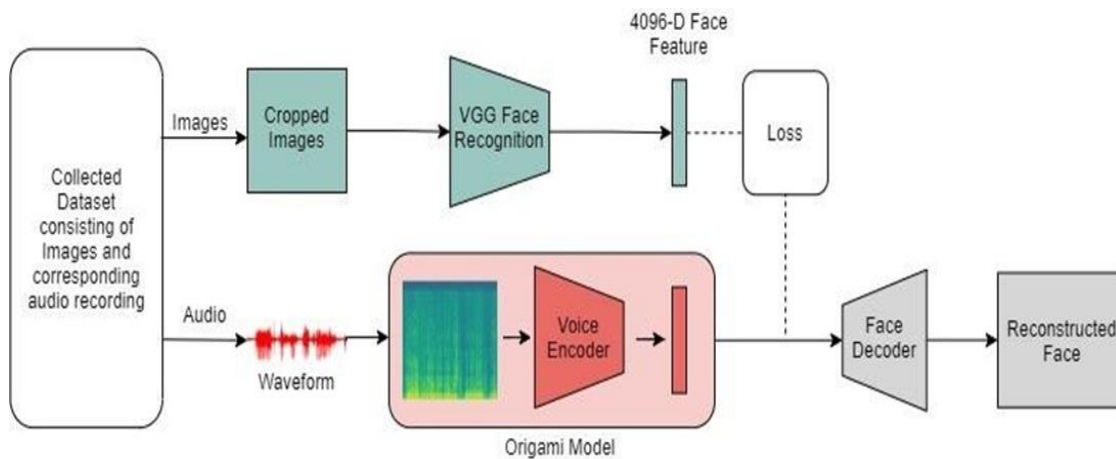 4096-D Face
Feature
Images
Cropped
Images
VGG Face
Recognition
Loss
Collected
Dataset
consisting of
Images and
corresponding
audio recording
Audio
Waveform
Voice
Encoder
Face
Decoder
Reconstructed
Face
Origami Model